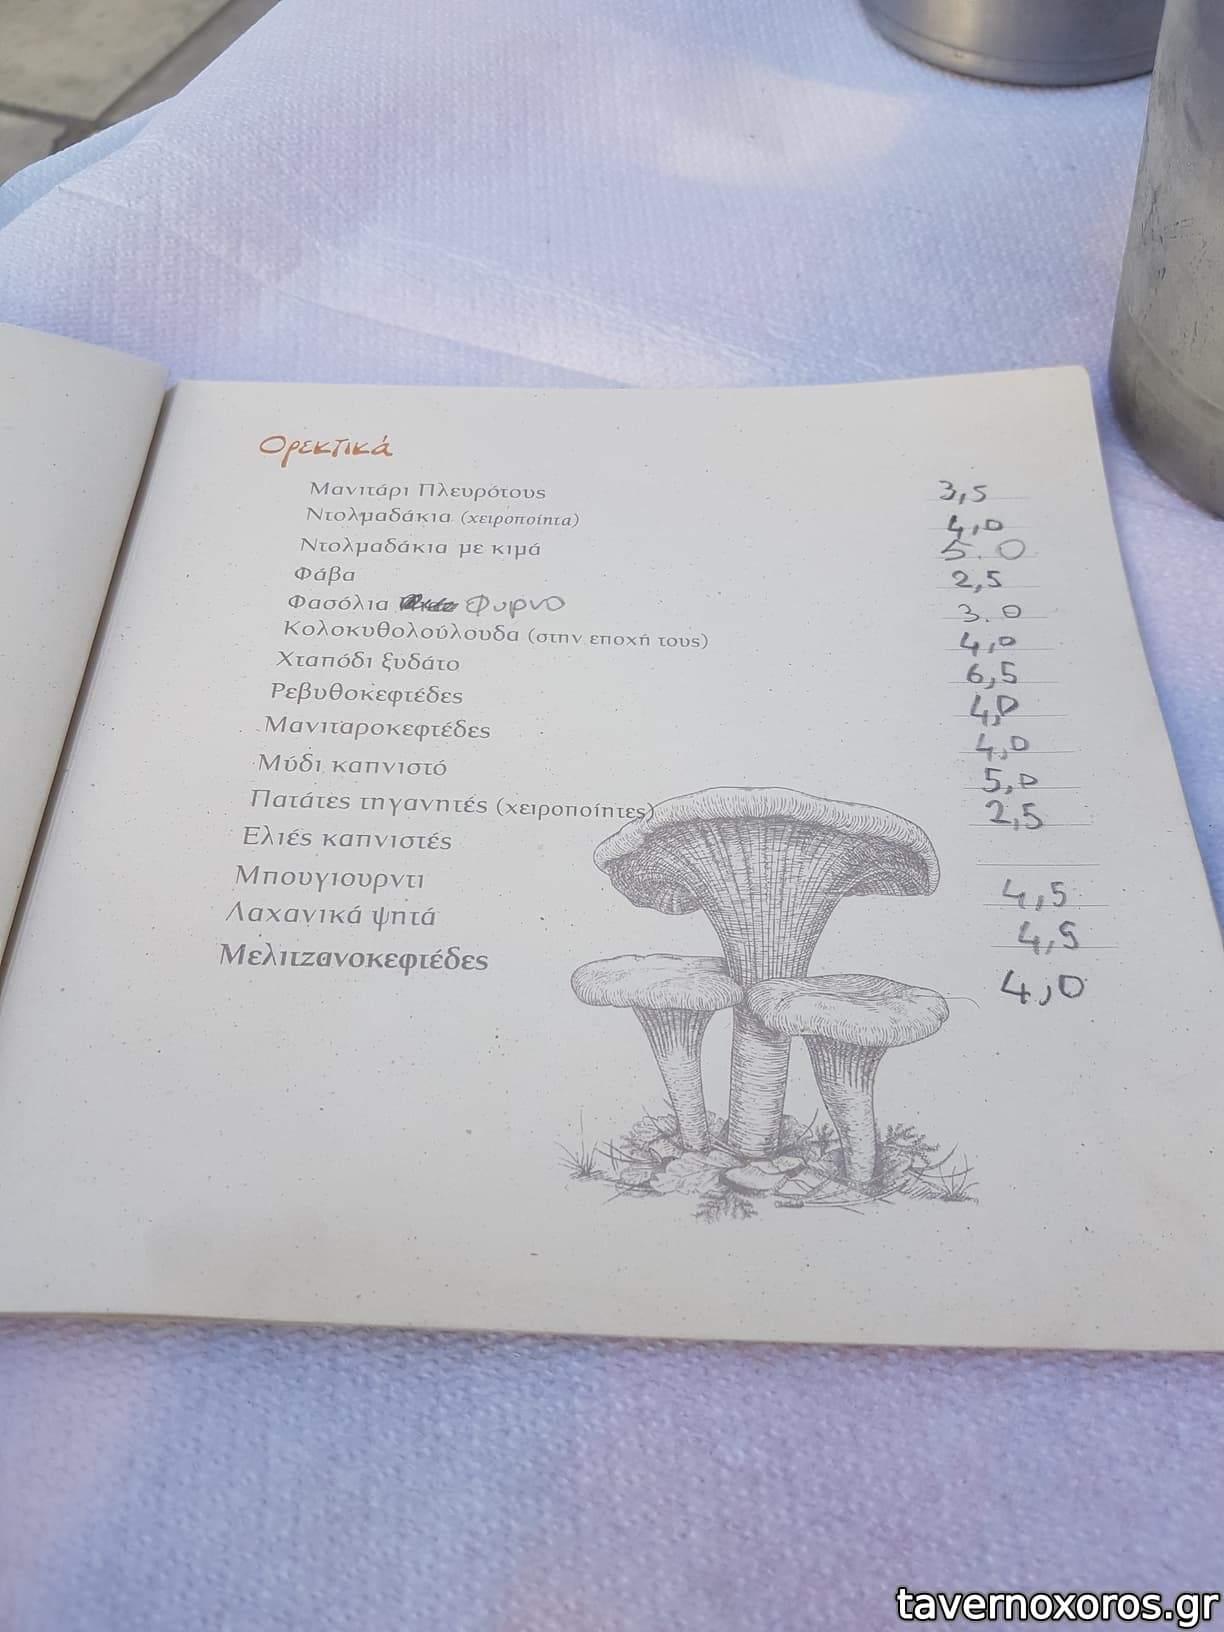 Ορεκτικά
Μανιτάρι Πλευρότους 3,5
Ντολμαδάκια (χειροποίητα) 4,0
Ντολμαδάκια με κιμά 5.0
Φάβα 2,5
Φασόλια Φυρνο 3.0
Κολοκυθολούλουδα (στην εποχή τους) 4,0
Χταπόδι ξυδάτο 6,5
Ρεβυθοκεφτέδες 4,0
Μανιταροκεφτέδες 4,0
Μύδι καπνιστό 5,0
Πατάτες τηγανητές (χειροποίητες) 2,5
Ελιές καπνιστές
Μπουγιουρντι 4,5
Λαχανικά ψητά 4,5
Μελιτζανοκεφτέδες 4,0
tavernoxoros.gr